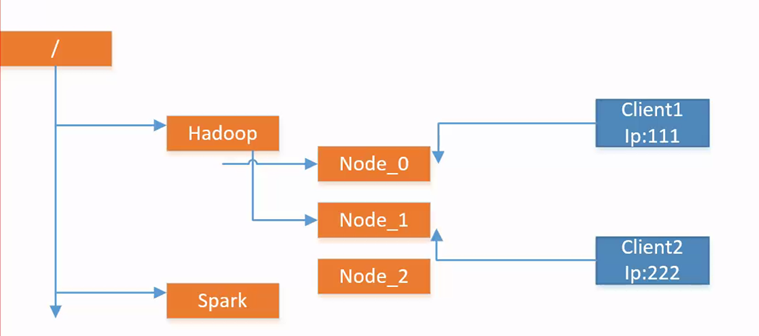 /
Hadoop
Node_0
Node_1
Node_2
Spark
Client1
Ip:111
Client2
Ip:222